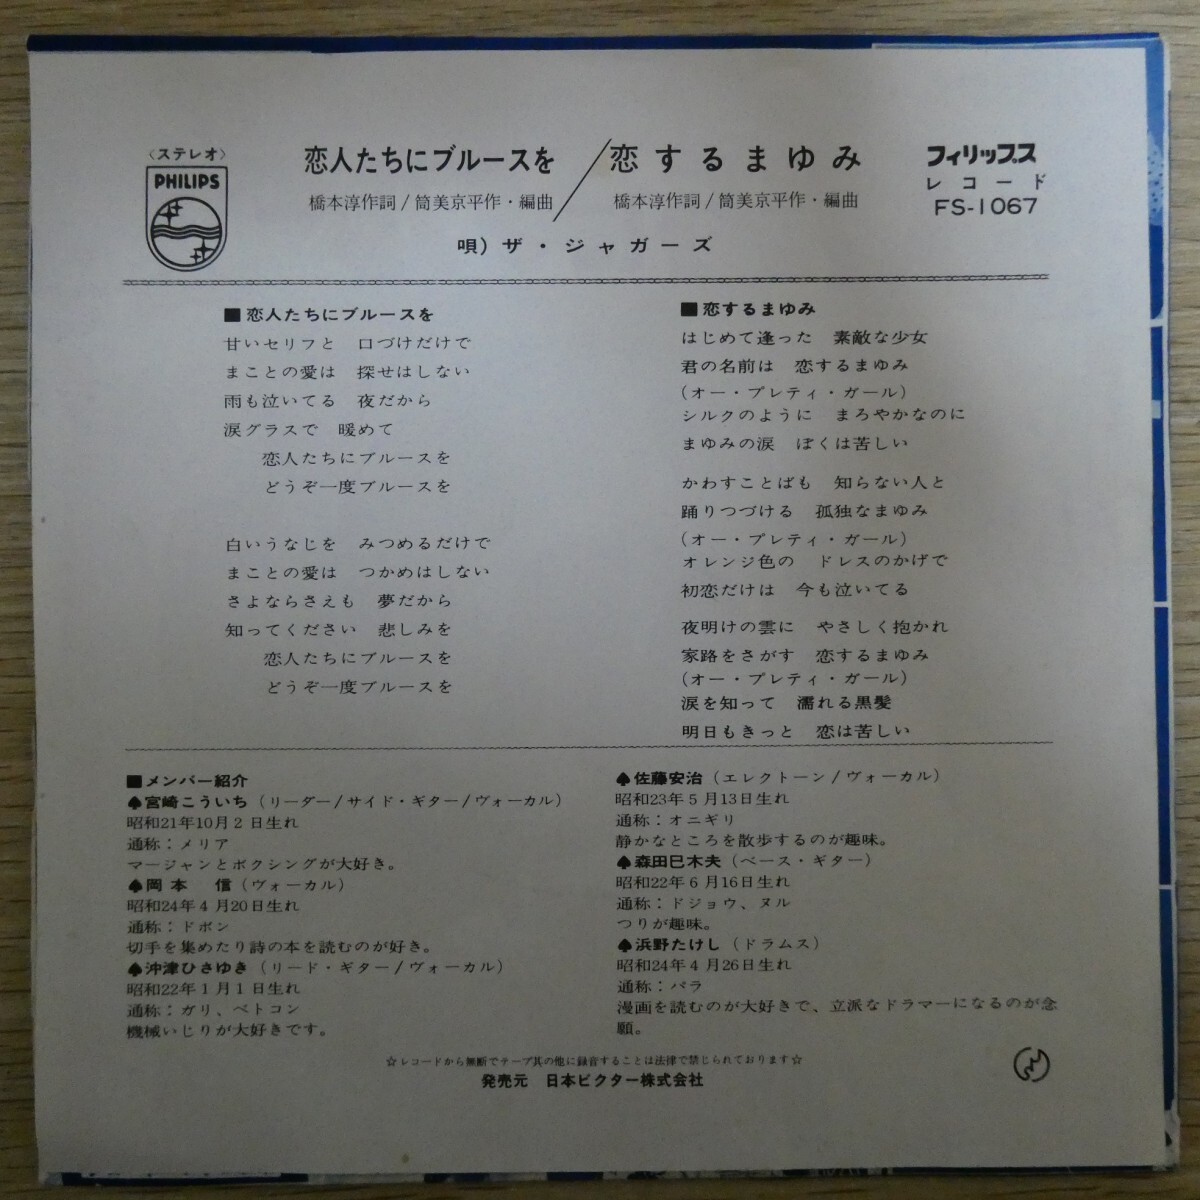 〈ステレオ〉
PHILIPS
恋人たちにブルースを/恋するまゆみ
橋本淳作詞/筒美京平作・編曲
橋本淳作詞/筒美京平作・編曲
唄)ザ・ジャガーズ
フィリップス
レコード
FS-1067
■恋人たちにブルースを
甘いセリフと 口づけだけで
まことの愛は 探せはしない
雨も泣いてる 夜だから
涙グラスで 暖めて
恋人たちにブルースを
どうぞ一度ブルースを
白いうなじを みつめるだけで
まことの愛は つかめはしない
さよならさえも 夢だから
知ってください 悲しみを
恋人たちにブルースを
どうぞ一度ブルースを
■恋するまゆみ
はじめて逢った 素敵な少女
君の名前は 恋するまゆみ
(オー・プレティ・ガール)
シルクのように まろやかなのに
まゆみの涙 ぼくは苦しい
かわすことばも 知らない人と
踊りつづける 孤独なまゆみ
(オー・プレティ・ガール)
オレンジ色の ドレスのかげで
初恋だけは 今も泣いてる
夜明けの雲に やさしく抱かれ
家路をさがす 恋するまゆみ
(オー・プレティ・ガール)
涙を知って 濡れる黒髪
明日もきっと 恋は苦しい
■メンバー紹介
♠宮崎こういち(リーダー/サイド・ギター/ヴォーカル)
昭和21年10月2日生れ
通称:メリア
マージャンとボクシングが大好き。
♠岡本 信(ヴォーカル)
昭和24年4月20日生れ
通称:ドボン
切手を集めたり詩の本を読むのが好き。
♠沖津ひさゆき(リード・ギター/ヴォーカル)
昭和22年1月1日生れ
通称:ガリ、ベトコン
機械いじりが大好きです。
♠佐藤安治(エレクトーン/ヴォーカル)
昭和23年5月13日生れ
通称:オニギリ
静かなところを散歩するのが趣味。
♠森田巳木夫(ベース・ギター)
昭和22年6月16日生れ
通称:ドジョウ、ヌル
つりが趣味。
♠浜野たけし(ドラムス)
昭和24年4月26日生れ
通称:バラ
漫画を読むのが大好きで、立派なドラマーになるのが念
願。
☆レコードから無断でテープ其の他に録音することは法律で禁じられております☆
発売元 日本ビクター株式会社